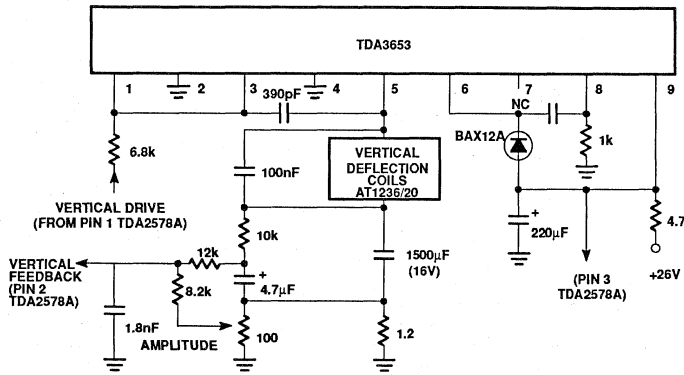 TDA3653
1 2 3 4 5 6 7 8 9
390pF
NC
6.8k
100nF
VERTICAL
DEFLECTION
COILS
AT1236/20
BAX12A
1k
VERTICAL DRIVE
(FROM PIN 1 TDA2578A)
10k
1500μF
(16V)
+
220μF
4.7
+26V
(PIN 3
TDA2578A)
VERTICAL
FEEDBACK
(PIN 2
TDA2578A)
12k
8.2k
+
4.7μF
1.8nF
AMPLITUDE
100
1.2